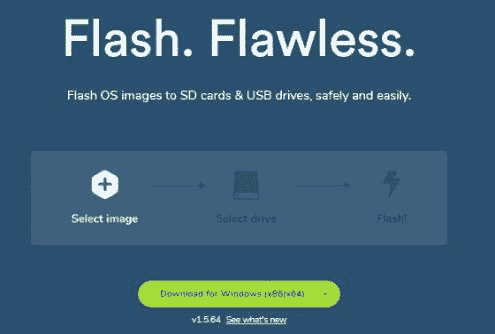 Flash. Flawless.
Flash OS images to SD cards & USB drives, safely and easily.
Select image Select drive Flash!
Download for Windows (x86|x64)
v1.5.64 See what's new